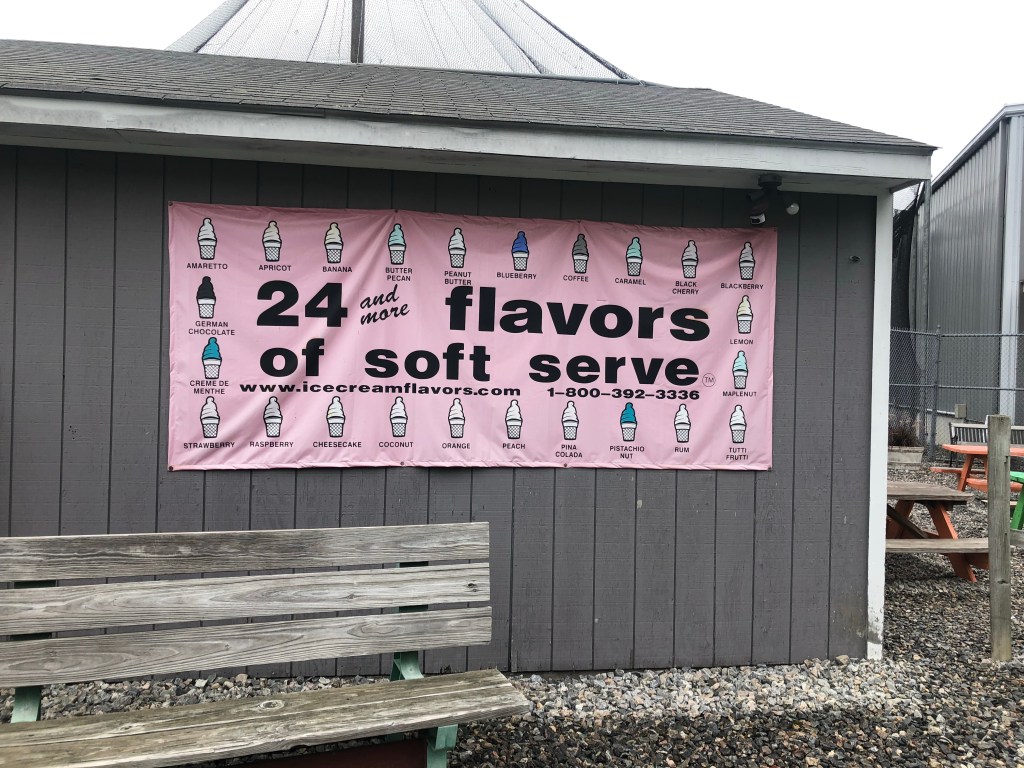 AMARETTO
APRICOT
BANANA
BUTTER
PECAN
PEANUT
BUTTER
BLUEBERRY
COFFEE
CARAMEL
BLACK
CHERRY
BLACKBERRY
GERMAN
CHOCOLATE
24 and more flavors
LEMON
CREME DE
MENTHE
of soft serve TM
MAPLENUT
www.icecreamflavors.com 1-800-392-3336
STRAWBERRY
RASPBERRY
CHEESECAKE
COCONUT
ORANGE
PEACH
PINA
COLADA
PISTACHIO
NUT
RUM
TUTTI
FRUTTI